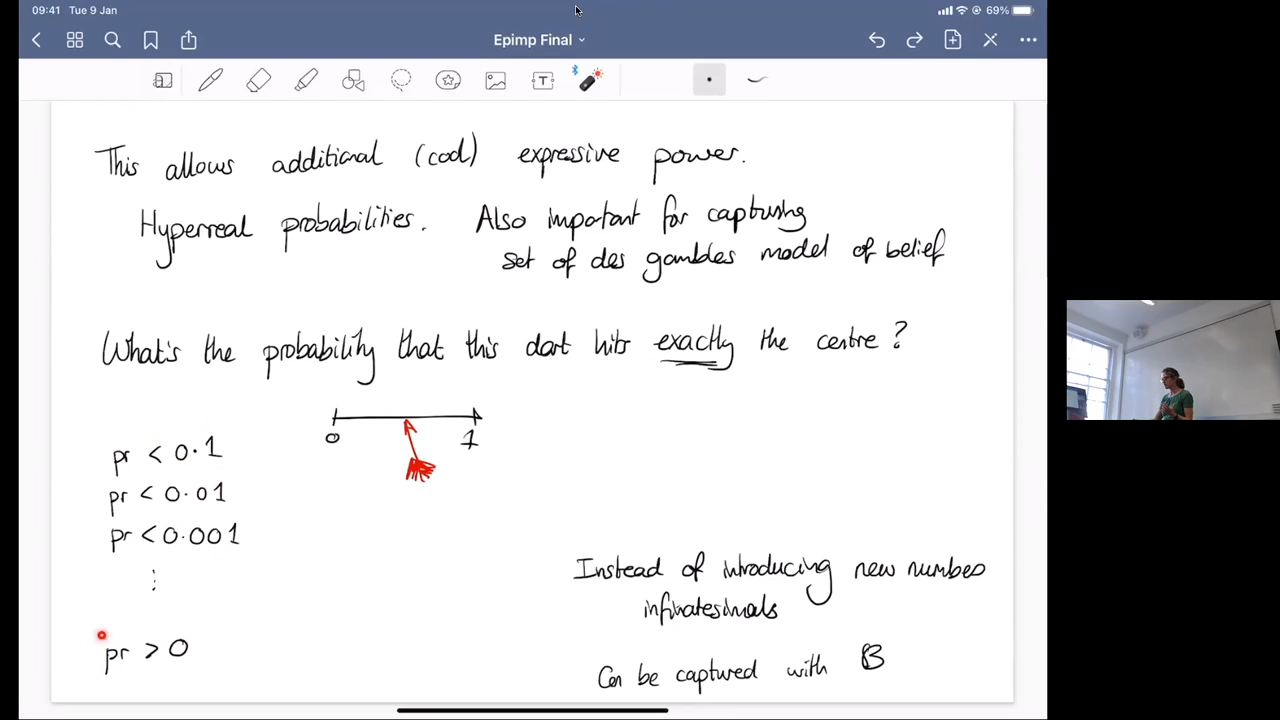 09:41 Tue 9 Jan
69%
Epimp Final
This allows additional (cool) expressive power.
Hyperreal probabilities. Also important for capturing
set of des gambles model of belief
What's the probability that this dart hits exactly the centre?
0 1
pr < 0.1
pr < 0.01
pr < 0.001
⋮
Instead of introducing new numbes
infinatesimals
pr > 0
Can be captured with B